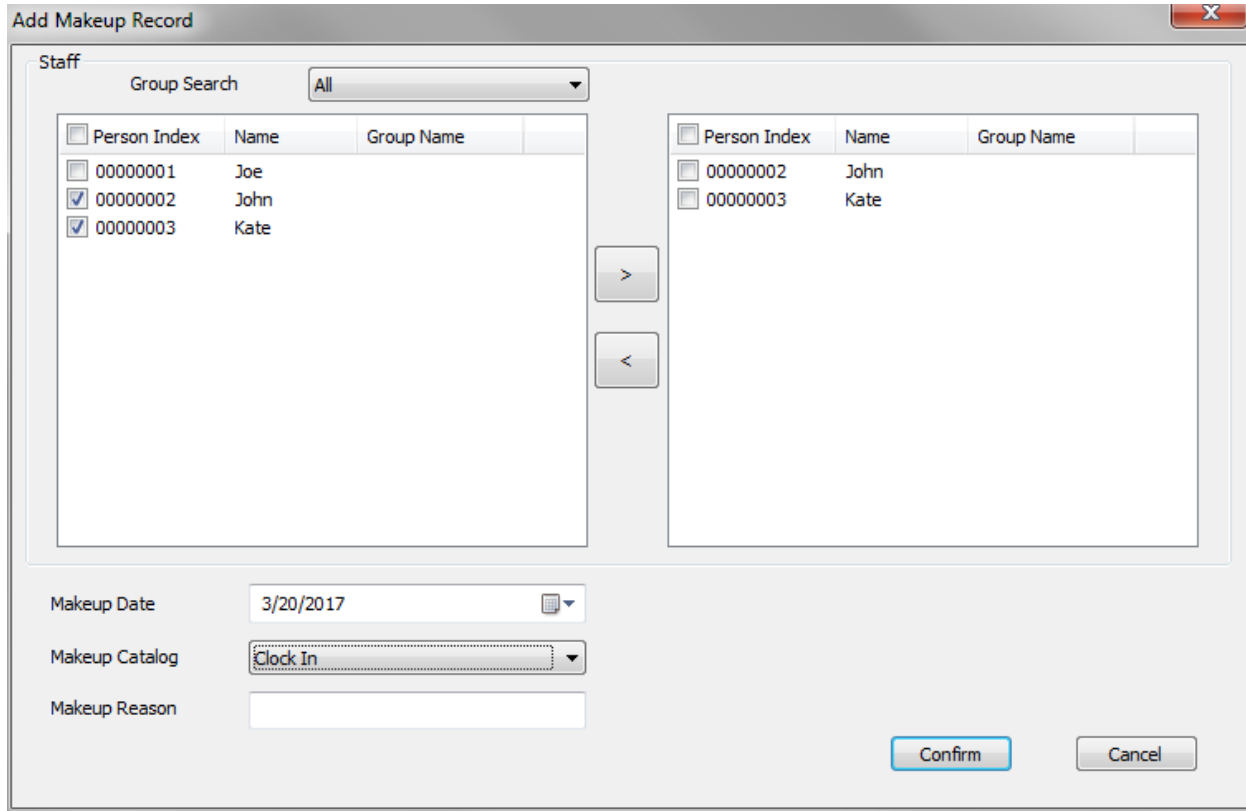 Add Makeup Record
X
Staff
Group Search All
Person Index Name Group Name
00000001 Joe
00000002 John
00000003 Kate
>
<
Person Index Name Group Name
00000002 John
00000003 Kate
Makeup Date 3/20/2017
Makeup Catalog Clock In
Makeup Reason
Confirm Cancel